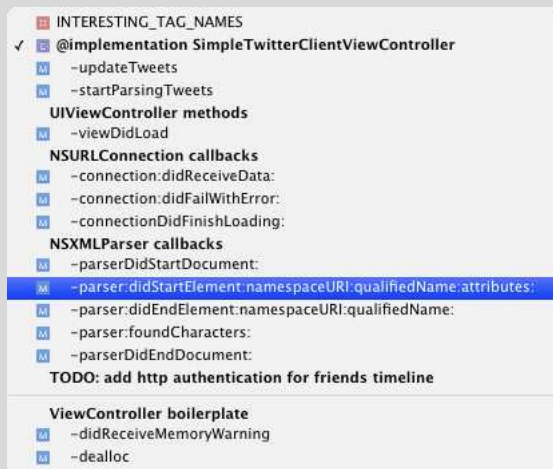 INTERESTING_TAG_NAMES
✓ C @implementation SimpleTwitterClientViewController
M -updateTweets
M -startParsingTweets
UIViewController methods
M -viewDidLoad
NSURLConnection callbacks
M -connection:didReceiveData:
M -connection:didFailWithError:
M -connectionDidFinishLoading:
NSXMLParser callbacks
M -parserDidStartDocument:
M -parser:didStartElement:namespaceURI:qualifiedName:attributes:
M -parser:didEndElement:namespaceURI:qualifiedName:
M -parser:foundCharacters:
M -parserDidEndDocument:
TODO: add http authentication for friends timeline
ViewController boilerplate
M -didReceiveMemoryWarning
M -dealloc